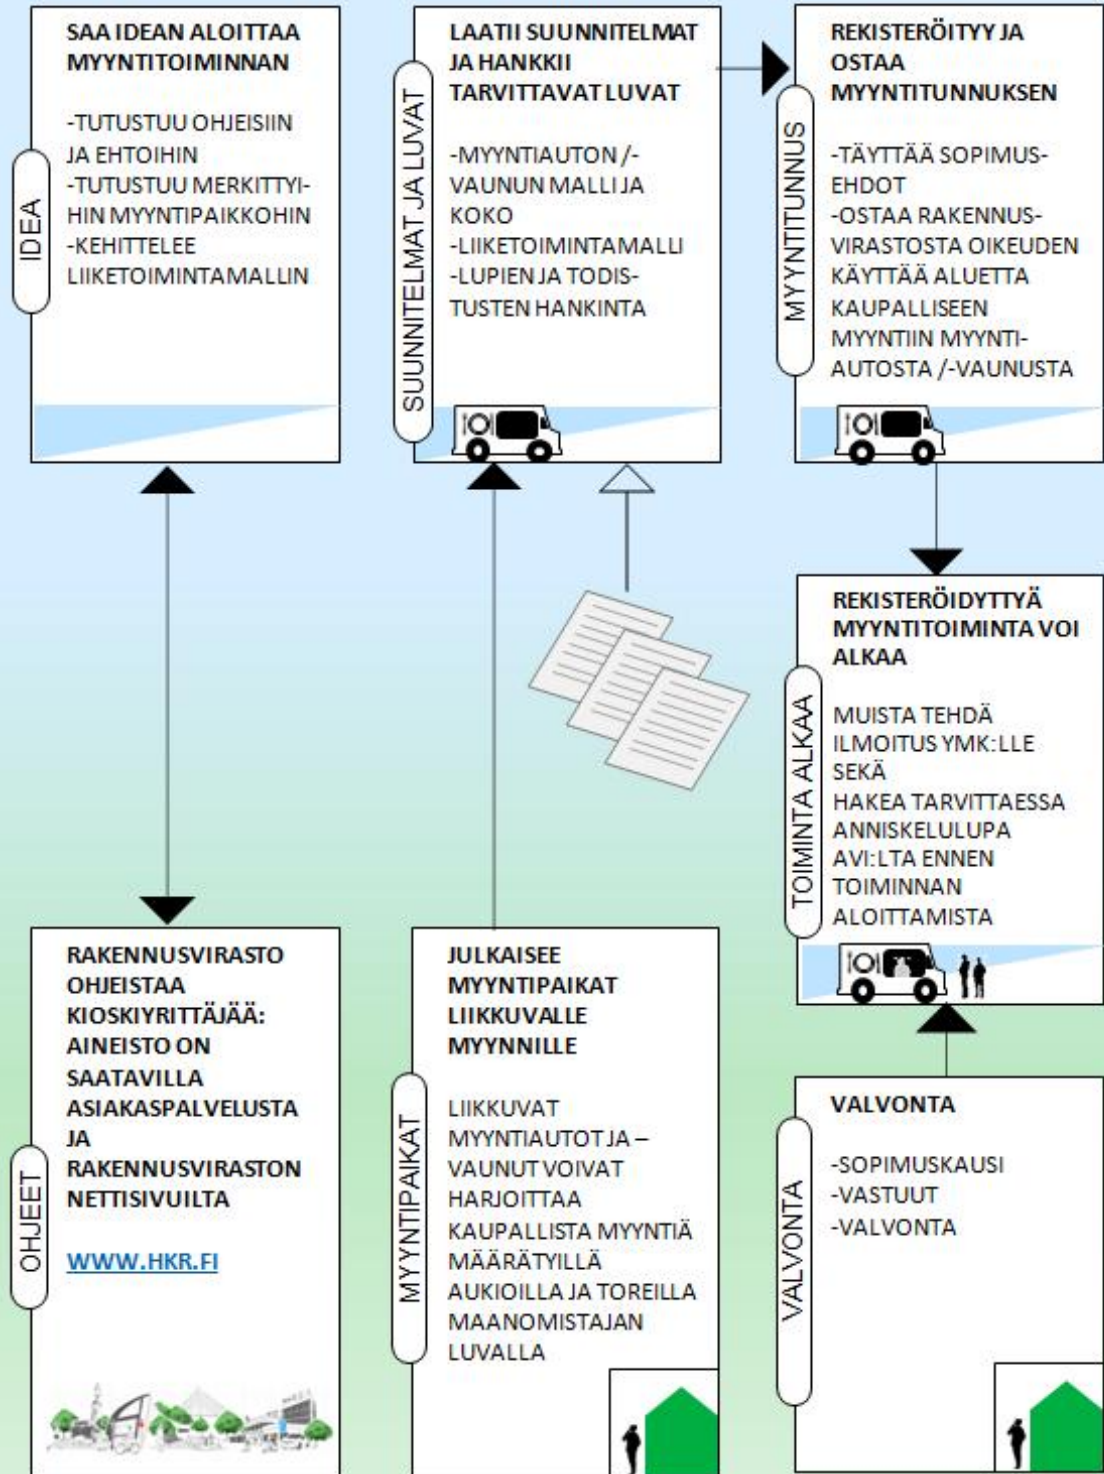 IDEA
SAA IDEAN ALOITTAA
MYYNTITOIMINNAN
-TUTUSTUU OHJEISIIN
JA EHTOIHIN
-TUTUSTUU MERKITTYI-
HIN MYYNTIPAIKKOHIN
-KEHITTELEE
LIIKETOIMINTAMALLIN
SUUNNITELMAT JA LUVAT
LAATII SUUNNITELMAT
JA HANKKII
TARVITTAVAT LUVAT
-MYYNTIAUTON /-
VAUNUN MALLI JA
KOKO
-LIIKETOIMINTAMALLI
-LUPIEN JA TODIS-
TUSTEN HANKINTA
MYYNTITUNNUS
REKISTERÖITYY JA
OSTAA
MYYNTITUNNUKSEN
-TÄYTTÄÄ SOPIMUS-
EHDOT
-OSTAA RAKENNUS-
VIRASTOSTA OIKEUDEN
KÄYTTÄÄ ALUETTA
KAUPALLISEEN
MYYNTIIN MYYNTI-
AUTOSTA /-VAUNUSTA
TOIMINTA ALKAA
REKISTERÖIDYTTYÄ
MYYNTITOIMINTA VOI
ALKAA
MUISTA TEHDÄ
ILMOITUS YMK:LLE
SEKÄ
HAKEA TARVITTAESSA
ANNISKELULUPA
AVI:LTA ENNEN
TOIMINNAN
ALOITTAMISTA
OHJEET
RAKENNUSVIRASTO
OHJEISTAA
KIOSKIYRITTÄJÄÄ:
AINEISTO ON
SAATAVILLA
ASIAKASPALVELUSTA
JA
RAKENNUSVIRASTON
NETTISIVUILTA
WWW.HKR.FI
MYYNTIPAIKAT
JULKAISEE
MYYNTIPAIKAT
LIIKKUVALLE
MYYNNILLE
LIIKKUVAT
MYYNTIAUTOT JA –
VAUNUT VOIVAT
HARJOITTAA
KAUPALLISTA MYYNTIÄ
MÄÄRÄTYILLÄ
AUKIOILLA JA TOREILLA
MAANOMISTAJAN
LUVALLA
VALVONTA
VALVONTA
-SOPIMUSKAUSI
-VASTUUT
-VALVONTA